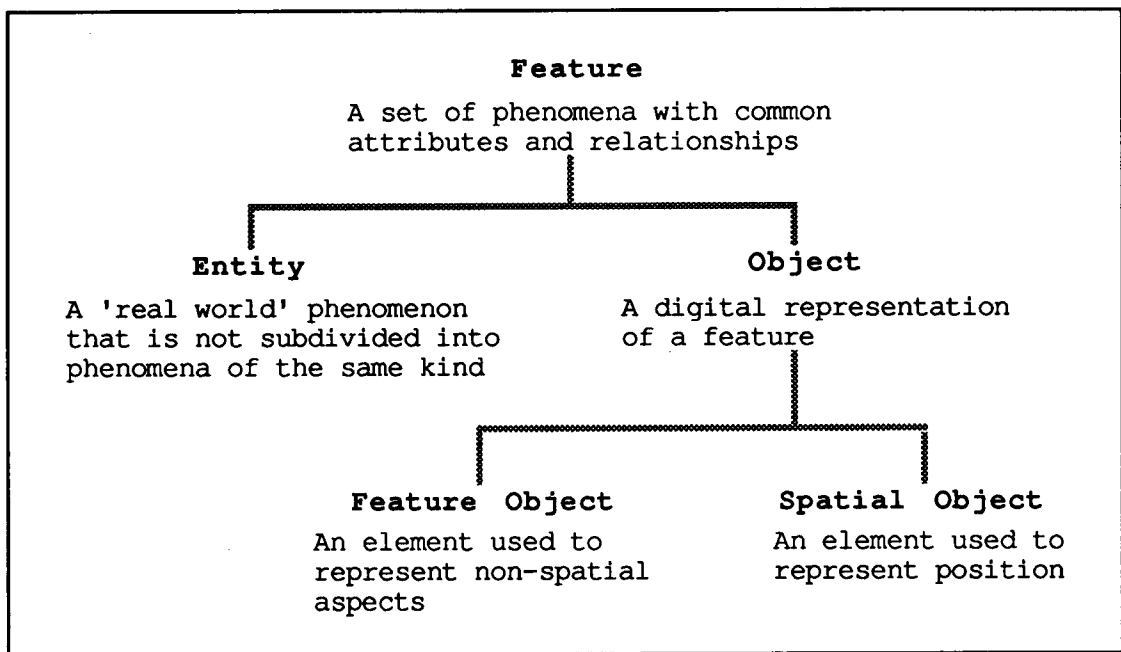 Feature
A set of phenomena with common
attributes and relationships
Entity
A 'real world' phenomenon
that is not subdivided into
phenomena of the same kind
Object
A digital representation
of a feature
Feature Object
An element used to
represent non-spatial
aspects
Spatial Object
An element used to
represent position